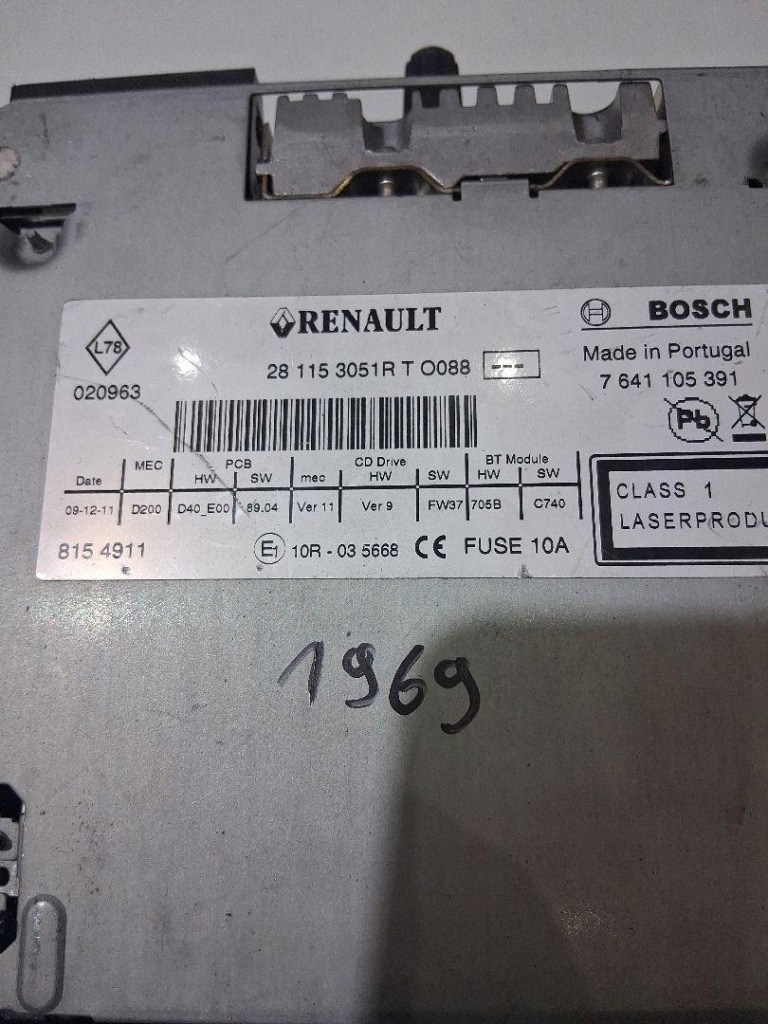 RENAULT
BOSCH
L78
020963
28 115 3051R T O088 ---
Made in Portugal
7 641 105 391
Pb
Date MEC PCB HW SW mec CD Drive HW SW BT Module HW SW
09-12-11 D200 D40_E00 89.04 Ver 11 Ver 9 FW37 705B C740
CLASS 1
LASERPRODU
815 4911 E1 10R - 03 5668 CE FUSE 10A
1969